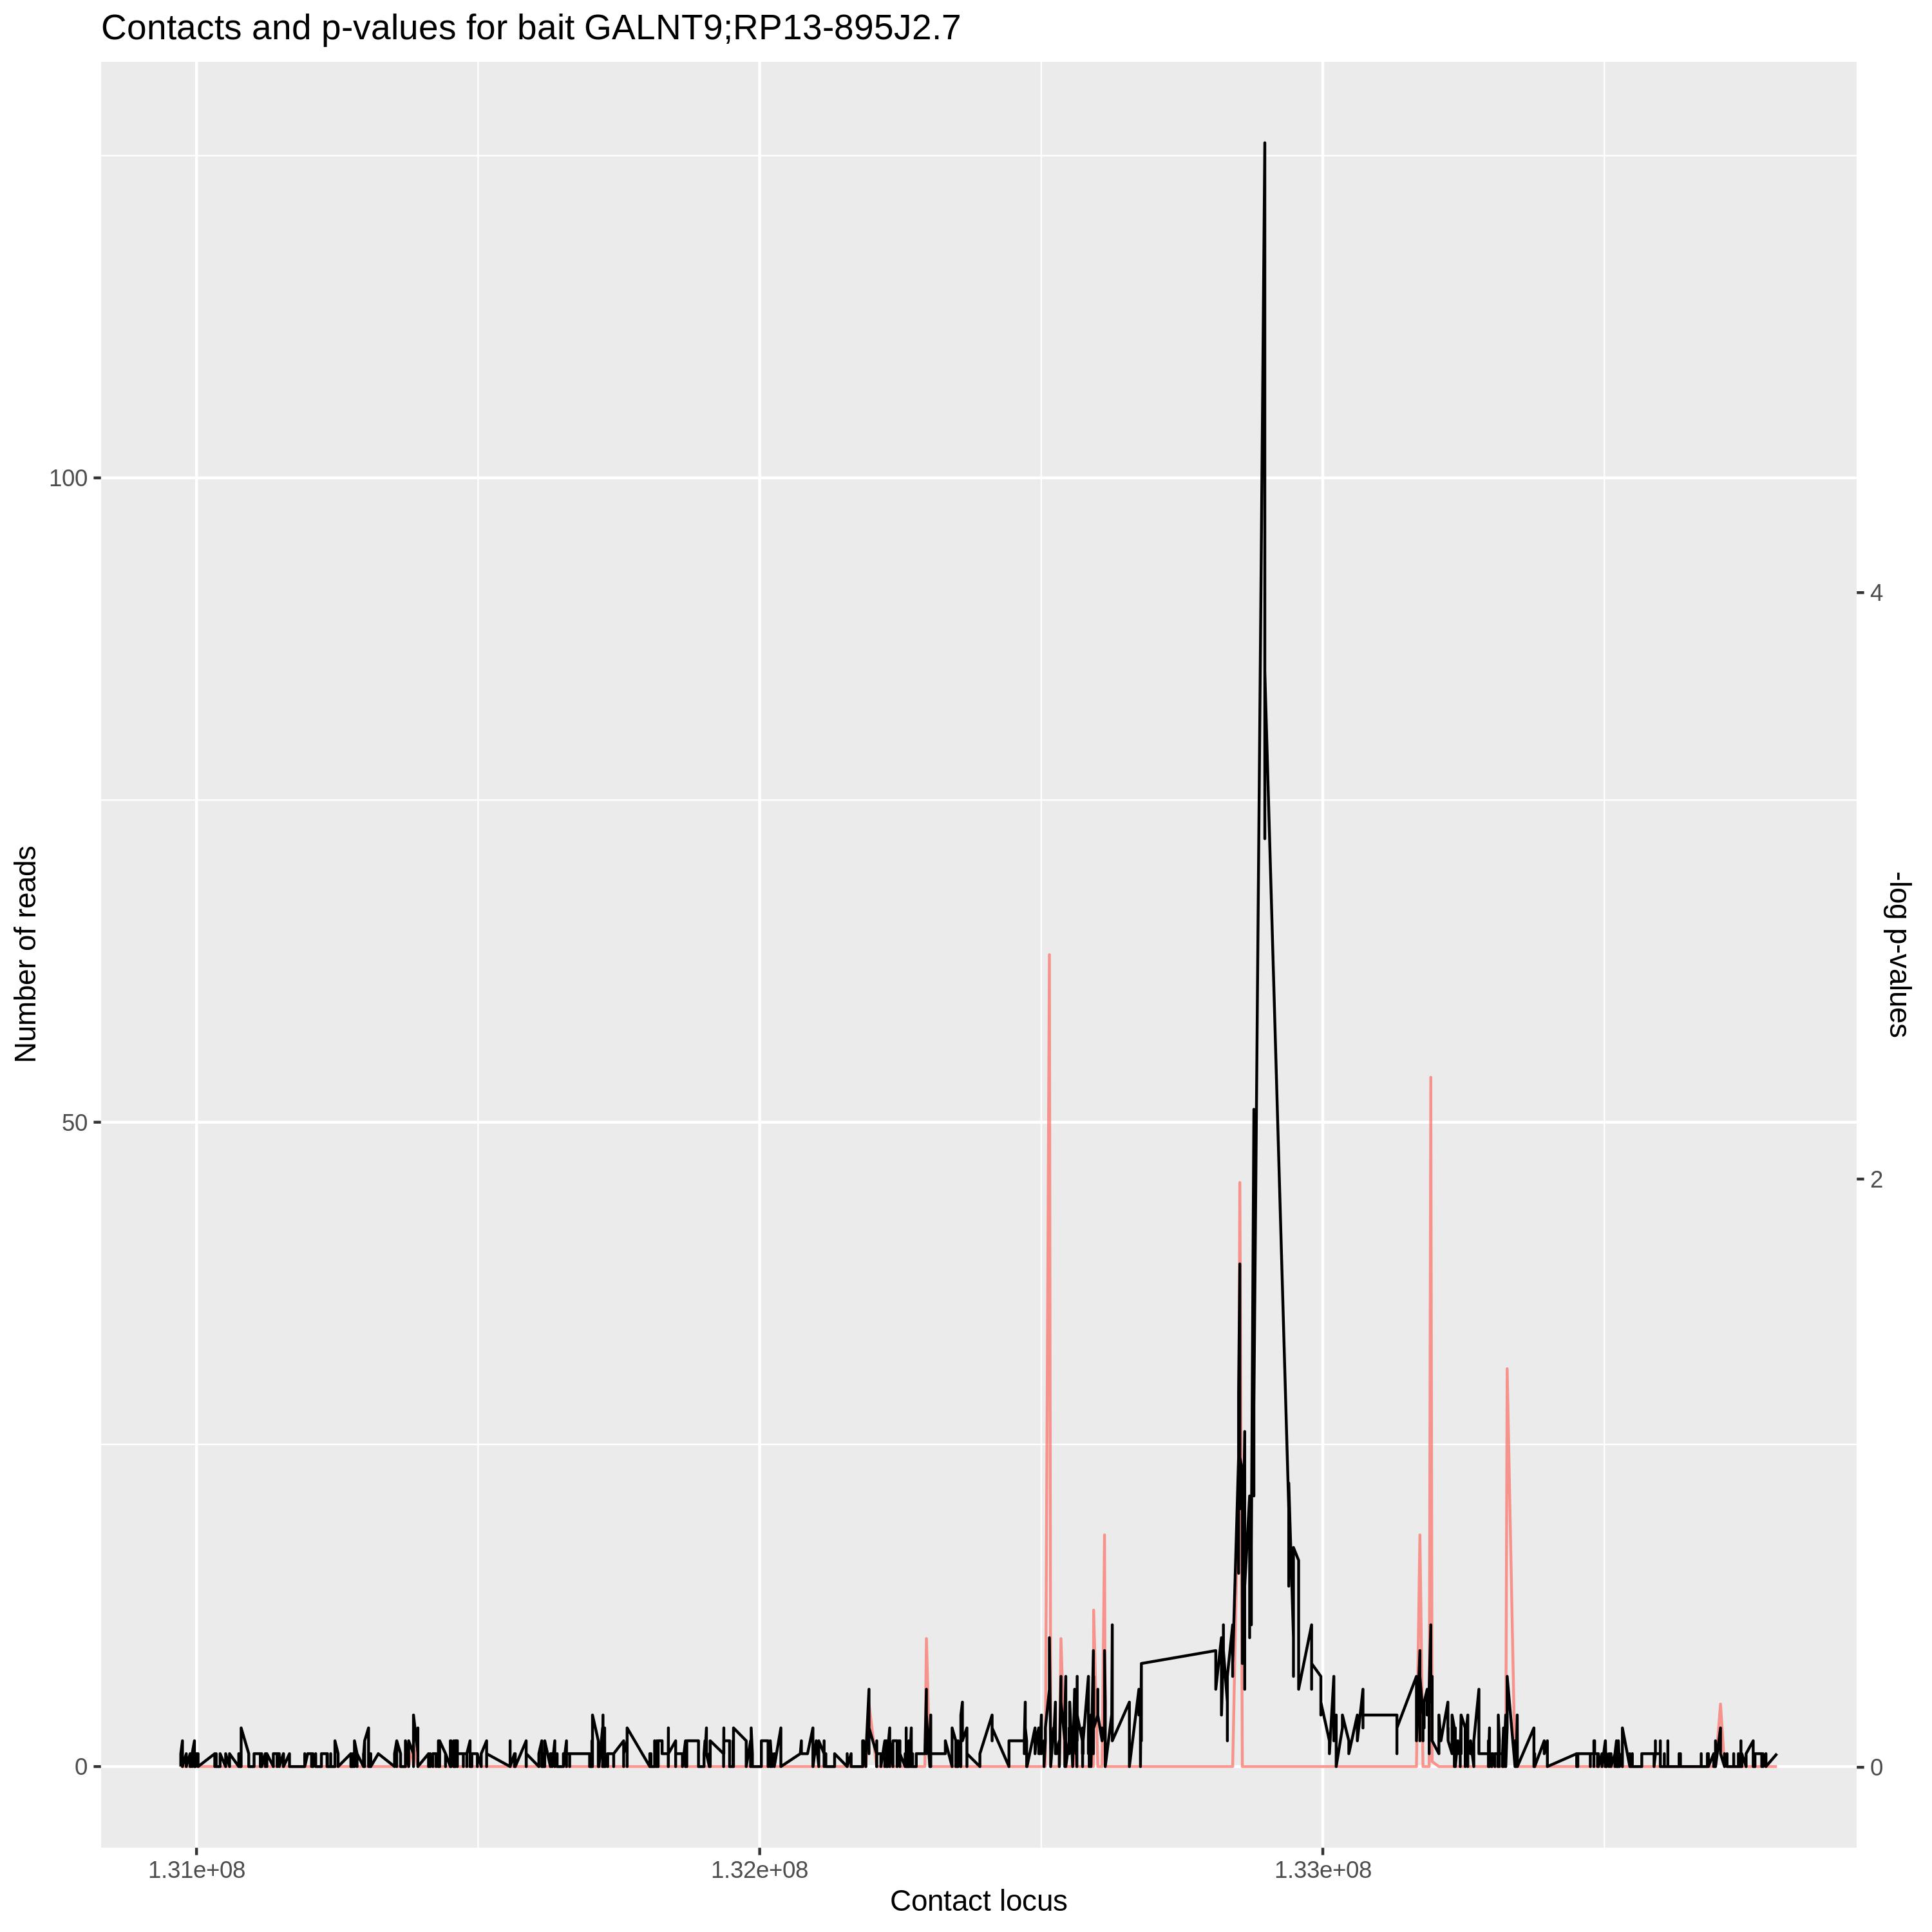 Contacts and p-values for bait GALNT9;RP13-895J2.7
Number of reads
100
50
0
4
2
0
-log p-values
1.31e+08
1.32e+08
1.33e+08
Contact locus